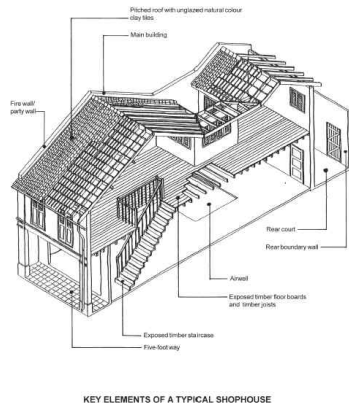 Pitched roof with unglazed natural colour
clay tiles
Main building
Fire wall/
party wall
Rear court
Rear boundary wall
Airwell
Exposed timber floor boards
and timber joists
Exposed timber staircase
Five-foot way
KEY ELEMENTS OF A TYPICAL SHOPHOUSE